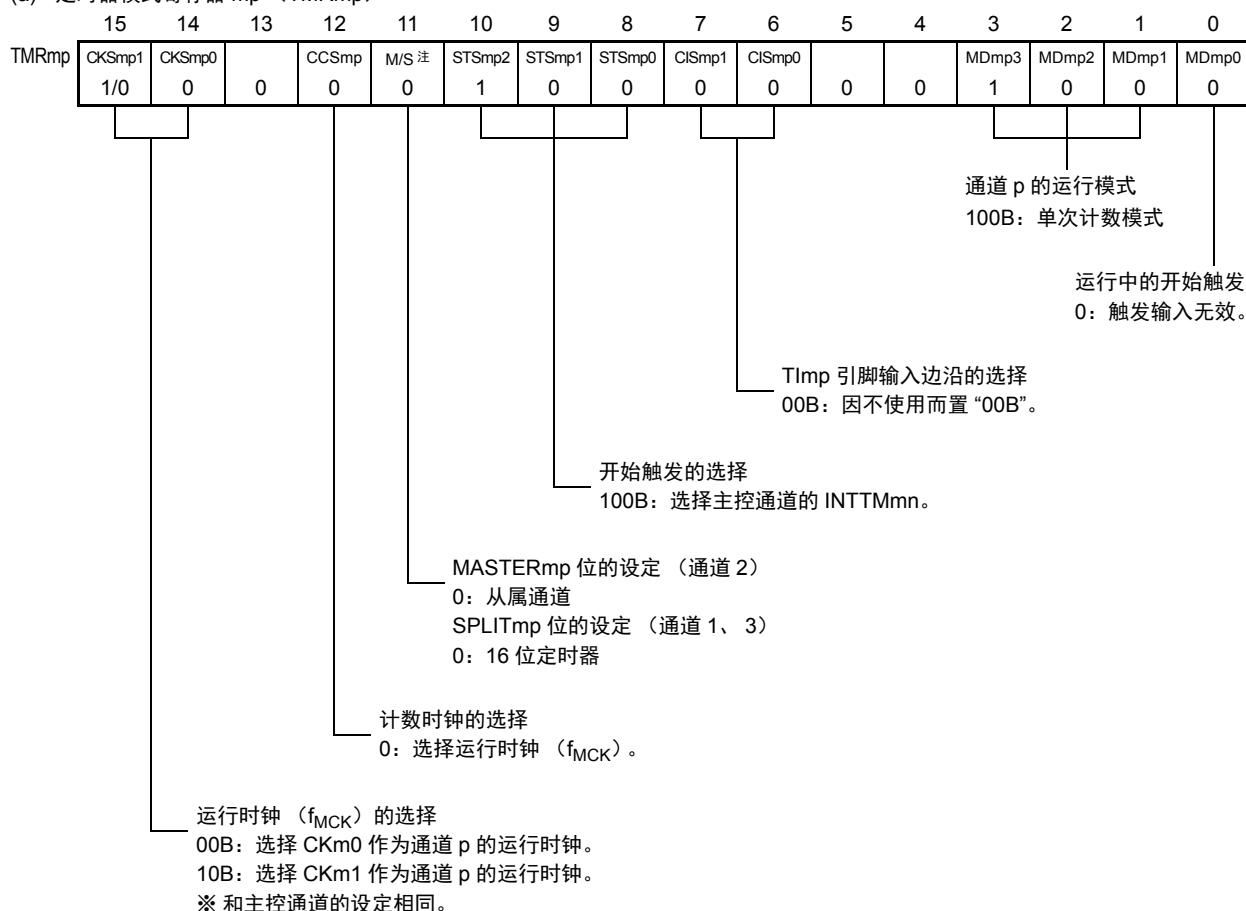 (a) 定时器模式寄存器 mp （TMRmp）
15 14 13 12 11 10 9 8 7 6 5 4 3 2 1 0
TMRmp CKSmp1 CKSmp0 CCSmp M/S 注 STSmp2 STSmp1 STSmp0 CISmp1 CISmp0 MDmp3 MDmp2 MDmp1 MDmp0
1/0 0 0 0 0 1 0 0 0 0 0 0 1 0 0 0
通道 p 的运行模式
100B：单次计数模式
运行中的开始触发
0：触发输入无效。
TImp 引脚输入边沿的选择
00B：因不使用而置 “00B”。
开始触发的选择
100B：选择主控通道的 INTTMmn。
MASTERmp 位的设定 （通道 2）
0：从属通道
SPLITmp 位的设定 （通道 1、 3）
0：16 位定时器
计数时钟的选择
0：选择运行时钟 （fMCK）。
运行时钟 （fMCK）的选择
00B：选择 CKm0 作为通道 p 的运行时钟。
10B：选择 CKm1 作为通道 p 的运行时钟。
※ 和主控通道的设定相同。